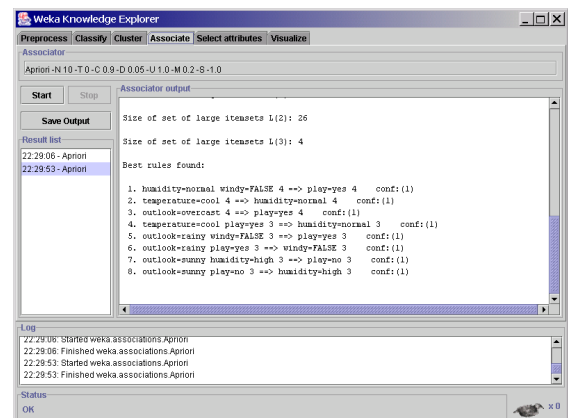 Weka Knowledge Explorer
Preprocess Classify Cluster Associate Select attributes Visualize
Associator
Apriori -N 10 -T 0 -C 0.9 -D 0.05 -U 1.0 -M 0.2 -S -1.0
Start Stop
Save Output
Result list
22:29:06 - Apriori
22:29:53 - Apriori
Associator output
Size of set of large itemsets L(2): 26
Size of set of large itemsets L(3): 4
Best rules found:
1. humidity=normal windy=FALSE 4 ==> play=yes 4 conf:(1)
2. temperature=cool 4 ==> humidity=normal 4 conf:(1)
3. outlook=overcast 4 ==> play=yes 4 conf:(1)
4. temperature=cool play=yes 3 ==> humidity=normal 3 conf:(1)
5. outlook=rainy windy=FALSE 3 ==> play=yes 3 conf:(1)
6. outlook=rainy play=yes 3 ==> windy=FALSE 3 conf:(1)
7. outlook=sunny humidity=high 3 ==> play=no 3 conf:(1)
8. outlook=sunny play=no 3 ==> humidity=high 3 conf:(1)
Log
22:29:06: Started weka.associations.Apriori
22:29:06: Finished weka.associations.Apriori
22:29:53: Started weka.associations.Apriori
22:29:53: Finished weka.associations.Apriori
Status
OK
x 0